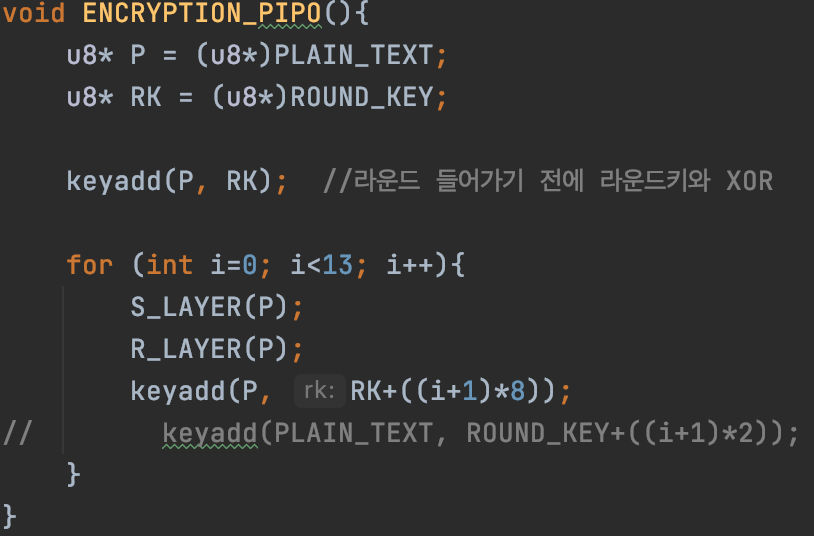 void ENCRYPTION_PIPO(){
    u8* P = (u8*)PLAIN_TEXT;
    u8* RK = (u8*)ROUND_KEY;
    keyadd(P, RK);  //라운드 들어가기 전에 라운드키와 XOR
    for (int i=0; i<13; i++){
        S_LAYER(P);
        R_LAYER(P);
        keyadd(P, rk: RK+((i+1)*8));
//        keyadd(PLAIN_TEXT, ROUND_KEY+((i+1)*2));
    }
}